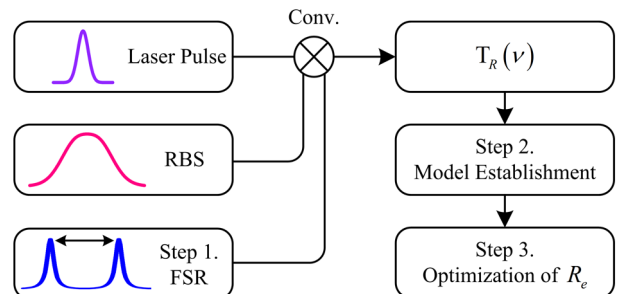 Conv.
Laser Pulse
T_R(ν)
RBS
Step 2.
Model Establishment
Step 1.
FSR
Step 3.
Optimization of R_e